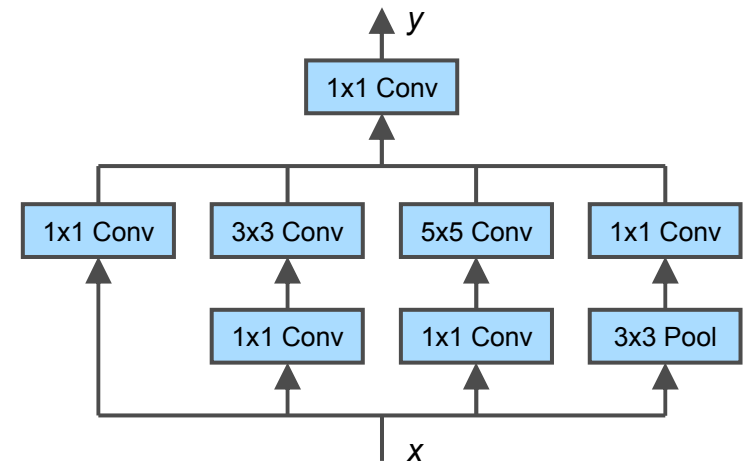 y
1x1 Conv
1x1 Conv 3x3 Conv 5x5 Conv 1x1 Conv
1x1 Conv 1x1 Conv 3x3 Pool
x